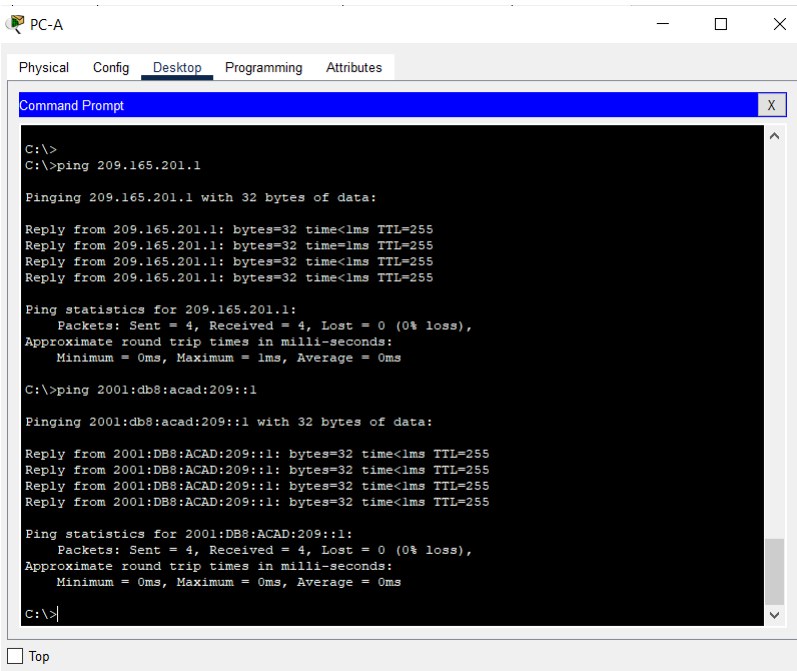 PC-A
Physical Config Desktop Programming Attributes
Command Prompt
X
C:\>
C:\>ping 209.165.201.1
Pinging 209.165.201.1 with 32 bytes of data:
Reply from 209.165.201.1: bytes=32 time<1ms TTL=255
Reply from 209.165.201.1: bytes=32 time=1ms TTL=255
Reply from 209.165.201.1: bytes=32 time<1ms TTL=255
Reply from 209.165.201.1: bytes=32 time<1ms TTL=255
Ping statistics for 209.165.201.1:
Packets: Sent = 4, Received = 4, Lost = 0 (0% loss),
Approximate round trip times in milli-seconds:
Minimum = 0ms, Maximum = 1ms, Average = 0ms
C:\>ping 2001:db8:acad:209::1
Pinging 2001:db8:acad:209::1 with 32 bytes of data:
Reply from 2001:DB8:ACAD:209::1: bytes=32 time<1ms TTL=255
Reply from 2001:DB8:ACAD:209::1: bytes=32 time<1ms TTL=255
Reply from 2001:DB8:ACAD:209::1: bytes=32 time<1ms TTL=255
Reply from 2001:DB8:ACAD:209::1: bytes=32 time<1ms TTL=255
Ping statistics for 2001:DB8:ACAD:209::1:
Packets: Sent = 4, Received = 4, Lost = 0 (0% loss),
Approximate round trip times in milli-seconds:
Minimum = 0ms, Maximum = 0ms, Average = 0ms
C:\>
Top